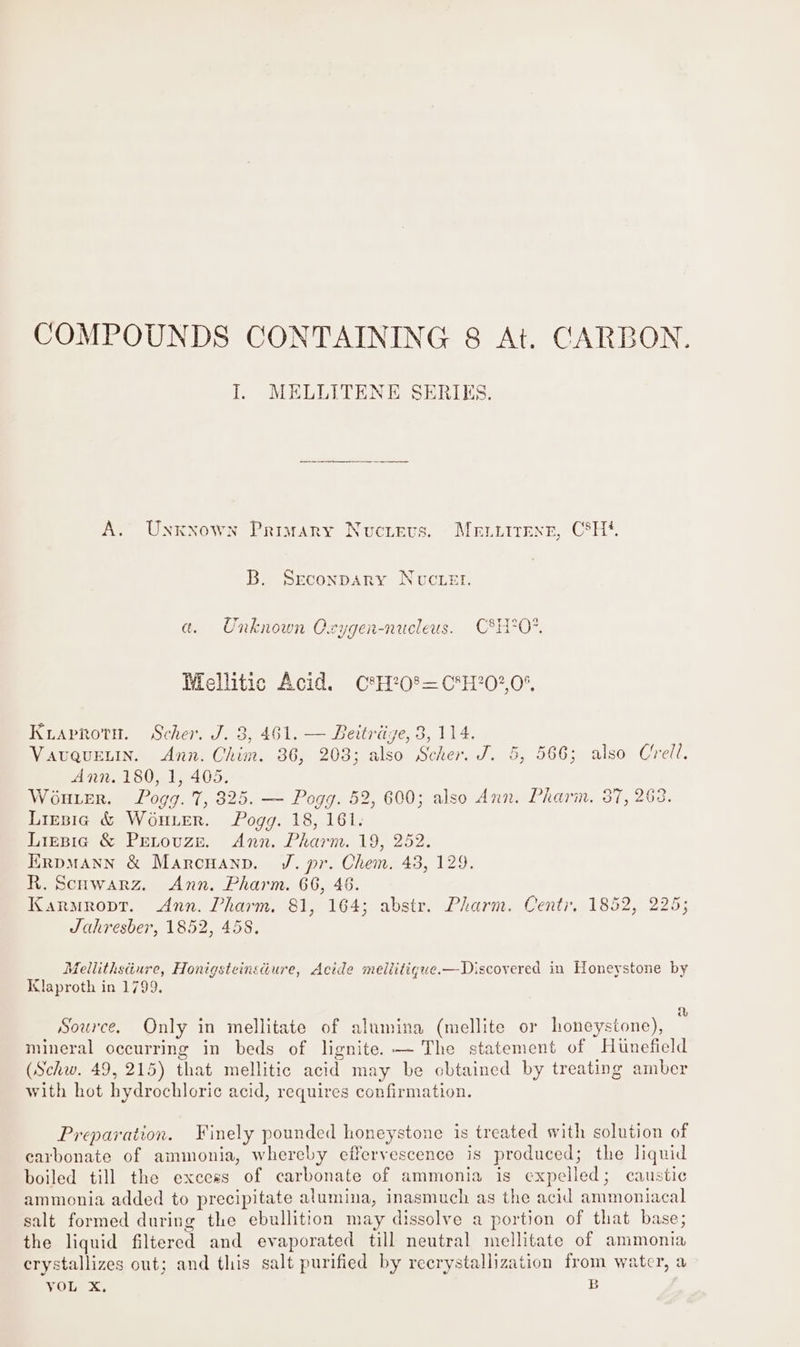 COMPOUNDS CONTAINING 8 At. CARBON.
I. MELLITENE SERIES.
A. Unknown Primary Nucleus. Mellitene, C⁸H⁴.
B. Secondary Nuclei.
a. Unknown Oxygen-nucleus. C⁸H²O².
Mellitic Acid. C⁸H²O⁸=C⁸H²O²,O⁶.
Klaproth. Scher. J. 3, 461. — Beiträge, 3, 114.
Vauquelin. Ann. Chim. 36, 203; also Scher. J. 5, 566; also Crell.
Ann. 180, 1, 405.
Wöhler. Pogg. 7, 325. — Pogg. 52, 600; also Ann. Pharm. 37, 263.
Liebig & Wöhler. Pogg. 18, 161.
Liebig & Pelouze. Ann. Pharm. 19, 252.
Erdmann & Marchand. J. pr. Chem. 43, 129.
R. Schwarz. Ann. Pharm. 66, 46.
Karmrodt. Ann. Pharm. 81, 164; abstr. Pharm. Centr. 1852, 225;
Jahresber, 1852, 458.
Mellithsäure, Honigsteinsäure, Acide mellitique.—Discovered in Honeystone by
Klaproth in 1799.
Source. Only in mellitate of alumina (mellite or honeystone), a
mineral occurring in beds of lignite. — The statement of Hünefield
(Schw. 49, 215) that mellitic acid may be obtained by treating amber
with hot hydrochloric acid, requires confirmation.
Preparation. Finely pounded honeystone is treated with solution of
carbonate of ammonia, whereby effervescence is produced; the liquid
boiled till the excess of carbonate of ammonia is expelled; caustic
ammonia added to precipitate alumina, inasmuch as the acid ammoniacal
salt formed during the ebullition may dissolve a portion of that base;
the liquid filtered and evaporated till neutral mellitate of ammonia
crystallizes out; and this salt purified by recrystallization from water, a
VOL X. B